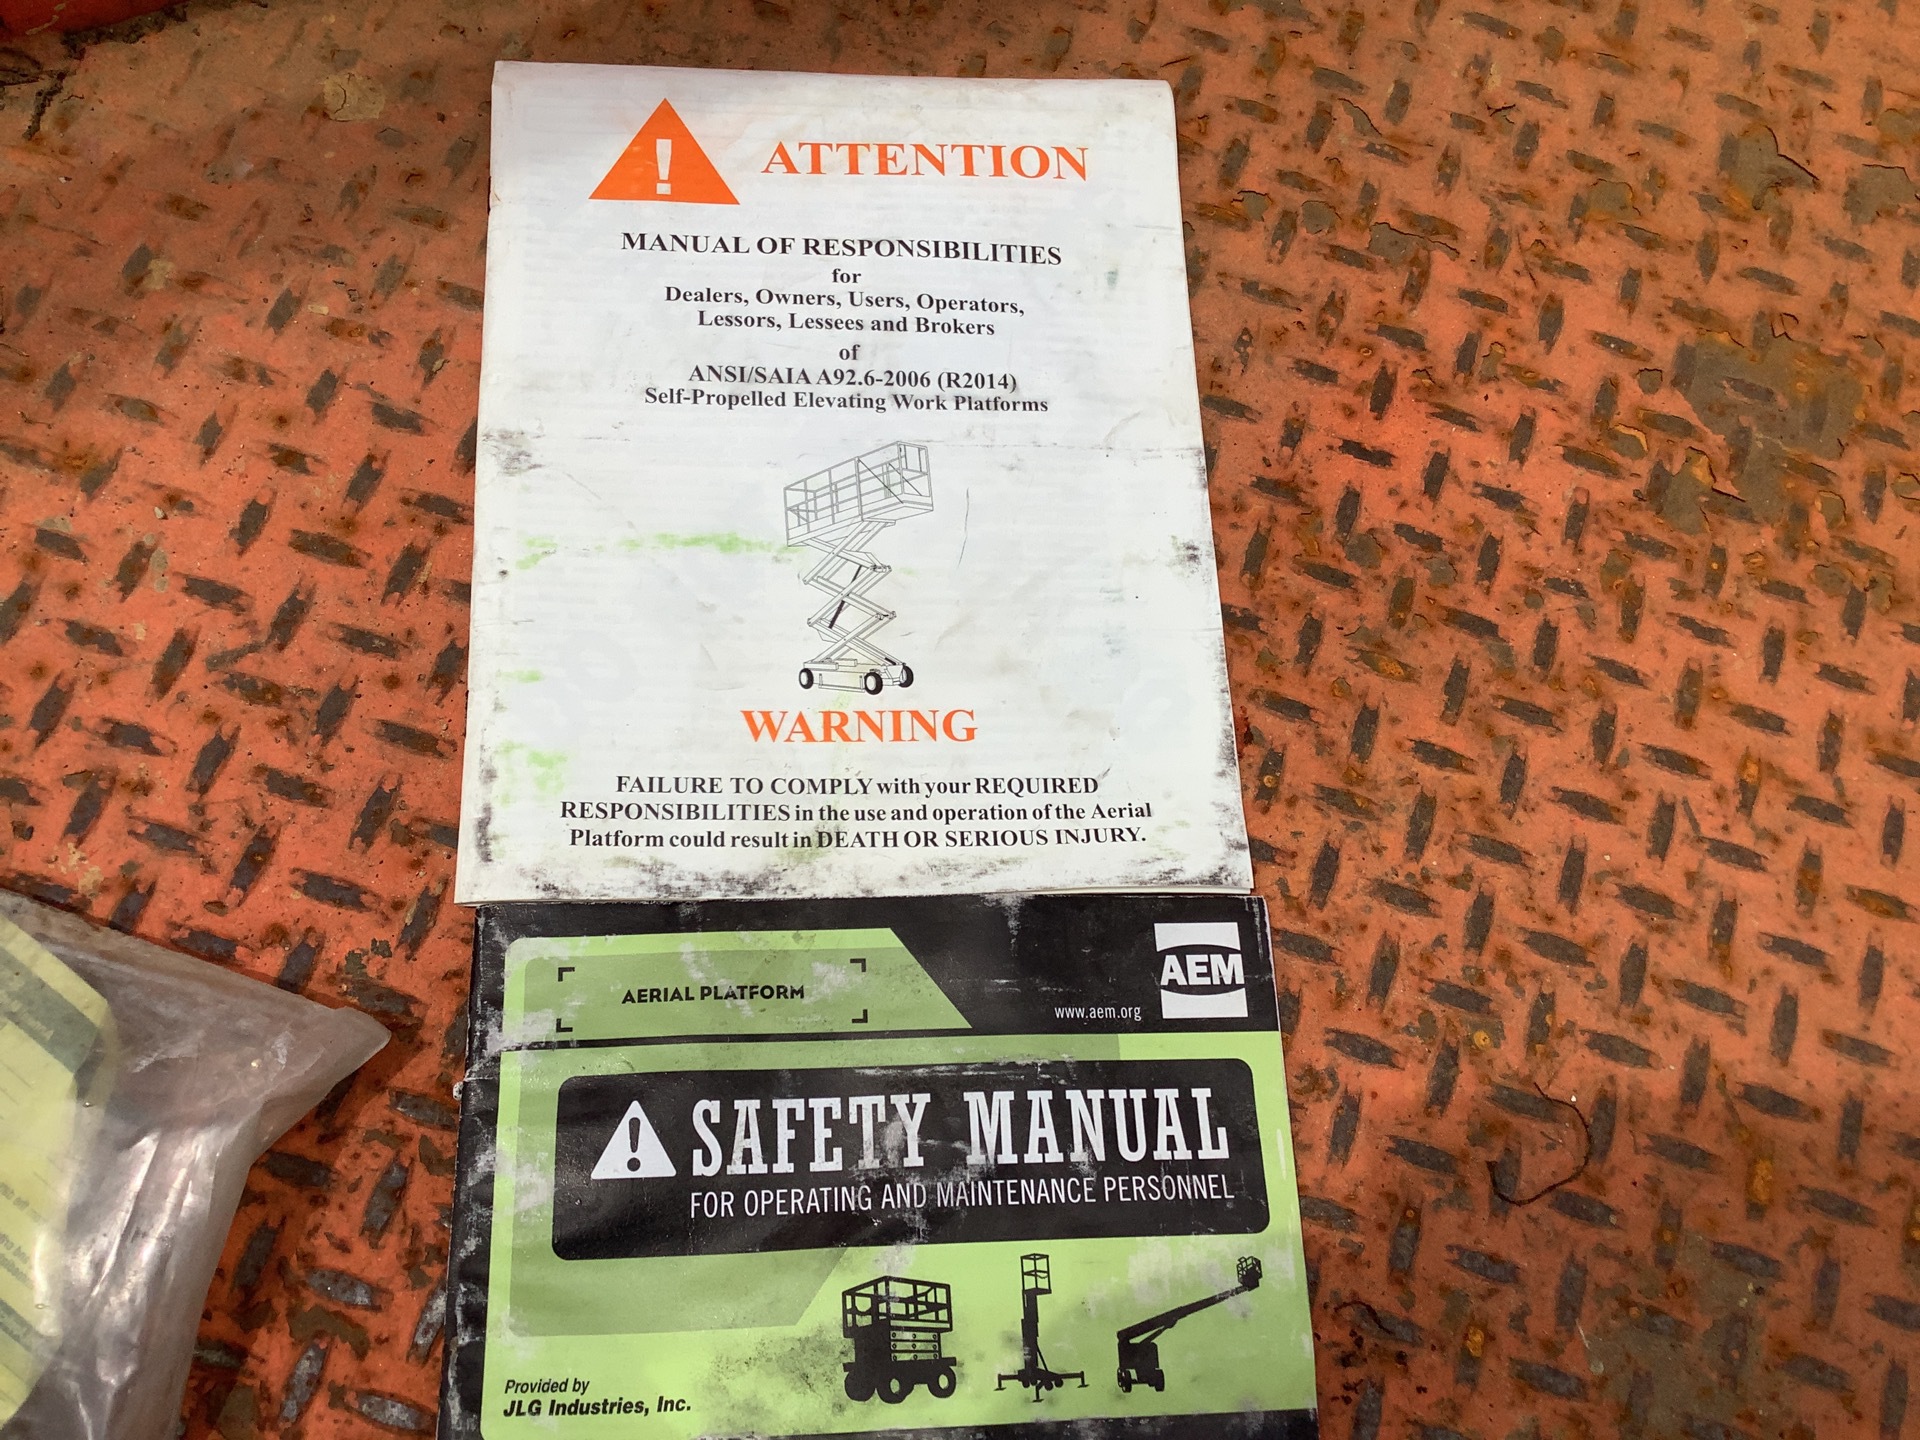 ATTENTION
MANUAL OF RESPONSIBILITIES
for
Dealers, Owners, Users, Operators,
Lessors, Lessees and Brokers
of
ANSI/SAIA A92.6-2006 (R2014)
Self-Propelled Elevating Work Platforms
WARNING
FAILURE TO COMPLY with your REQUIRED
RESPONSIBILITIES in the use and operation of the Aerial
Platform could result in DEATH OR SERIOUS INJURY.
AERIAL PLATFORM
www.aem.org
AEM
SAFETY MANUAL
FOR OPERATING AND MAINTENANCE PERSONNEL
Provided by
JLG Industries, Inc.